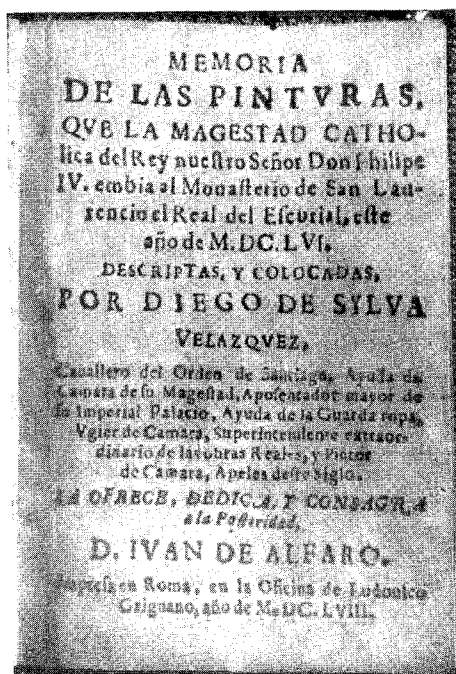 MEMORIA
DE LAS PINTVRAS,
QVE LA MAGESTAD CATHO-
lica del Rey nuestro Señor Don Philipe
IV. embia al Monasterio de San Lau-
rencio el Real del Escurial, este
año de M.DC.LVI.
DESCRIPTAS, Y COLOCADAS,
POR DIEGO DE SYLVA
VELAZQVEZ,
Cavallero del Orden de Santiago, Ayuda de
Camara de su Magestad, Aposentador mayor de
su Imperial Palacio, Ayuda de la Guarda ropa,
Vgier de Camara, Superintendente extraor-
dinario de las obras Reales, y Pintor
de Camara, Apeles deste siglo.
LA OFRECE, DEDICA, Y CONSAGRA
a la Posteridad,
D. IVAN DE ALFARO.
Impressa en Roma, en la Oficina de Ludouico
Grignano, año de M.DC.LVIII.